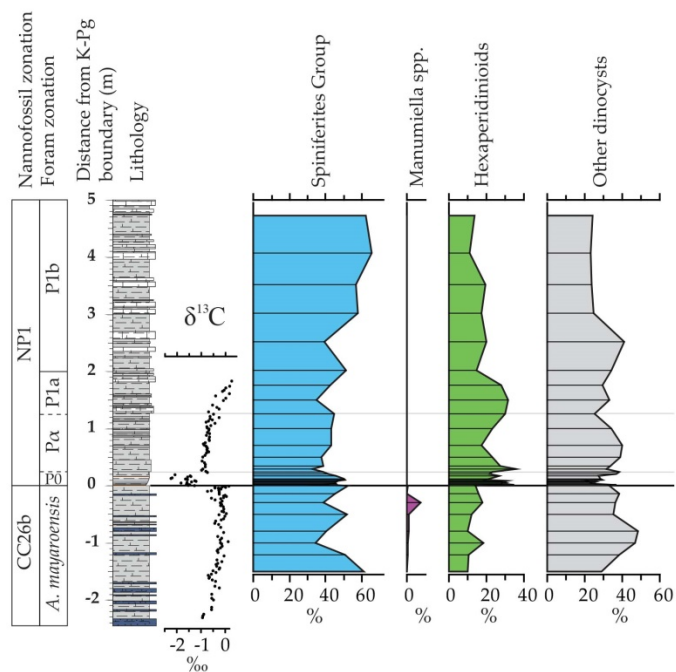 Nannofossil zonation
Foram zonation
Distance from K-Pg
boundary (m)
Lithology
Spiniferites Group
Manumiella spp.
Hexaperidinioids
Other dinocysts
5
4
3
2
1
0
-1
-2
NP1
CC26b
P1b
P1a
Pα
P0
A. mayaroensis
δ¹³C
-2 -1 0
‰
0 20 40 60
%
0
%
0 20 40
%
0 20 40 60
%